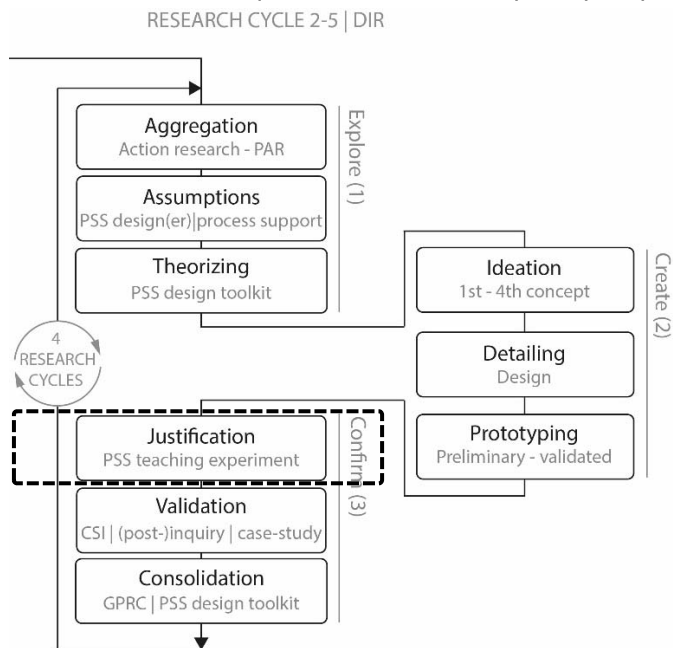 RESEARCH CYCLE 2-5 | DIR
Aggregation
Action research - PAR
Assumptions
PSS design(er)|process support
Theorizing
PSS design toolkit
Explore (1)
Ideation
1st - 4th concept
Detailing
Design
Prototyping
Preliminary - validated
Create (2)
4
RESEARCH
CYCLES
Justification
PSS teaching experiment
Validation
CSI | (post-)inquiry | case-study
Consolidation
GPRC | PSS design toolkit
Confirm (3)